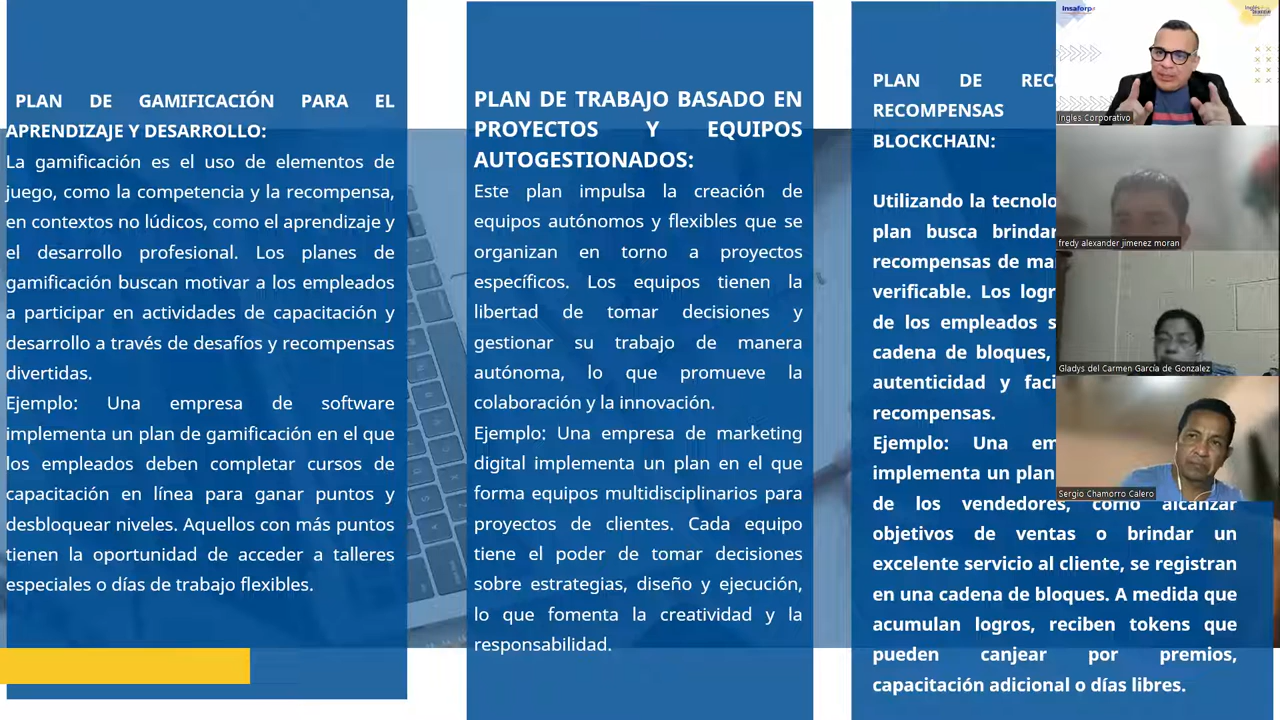 PLAN DE GAMIFICACIÓN PARA EL
APRENDIZAJE Y DESARROLLO:
La gamificación es el uso de elementos de
juego, como la competencia y la recompensa,
en contextos no lúdicos, como el aprendizaje y
el desarrollo profesional. Los planes de
gamificación buscan motivar a los empleados
a participar en actividades de capacitación y
desarrollo a través de desafíos y recompensas
divertidas.
Ejemplo: Una empresa de software
implementa un plan de gamificación en el que
los empleados deben completar cursos de
capacitación en línea para ganar puntos y
desbloquear niveles. Aquellos con más puntos
tienen la oportunidad de acceder a talleres
especiales o días de trabajo flexibles.
PLAN DE TRABAJO BASADO EN
PROYECTOS Y EQUIPOS
AUTOGESTIONADOS:
Este plan impulsa la creación de
equipos autónomos y flexibles que se
organizan en torno a proyectos
específicos. Los equipos tienen la
libertad de tomar decisiones y
gestionar su trabajo de manera
autónoma, lo que promueve la
colaboración y la innovación.
Ejemplo: Una empresa de marketing
digital implementa un plan en el que
forma equipos multidisciplinarios para
proyectos de clientes. Cada equipo
tiene el poder de tomar decisiones
sobre estrategias, diseño y ejecución,
lo que fomenta la creatividad y la
responsabilidad.
PLAN DE RECO
RECOMPENSAS
BLOCKCHAIN:
Utilizando la tecnolo
plan busca brindar
recompensas de ma
verificable. Los logr
de los empleados s
cadena de bloques,
autenticidad y faci
recompensas.
Ejemplo: Una em
implementa un plan
de los vendedores, como alcanzar
objetivos de ventas o brindar un
excelente servicio al cliente, se registran
en una cadena de bloques. A medida que
acumulan logros, reciben tokens que
pueden canjear por premios,
capacitación adicional o días libres.
insaforp
Ingles Corporativo
fredy alexander jimenez moran
Gladys del Carmen García de Gonzalez
Sergio Chamorro Calero